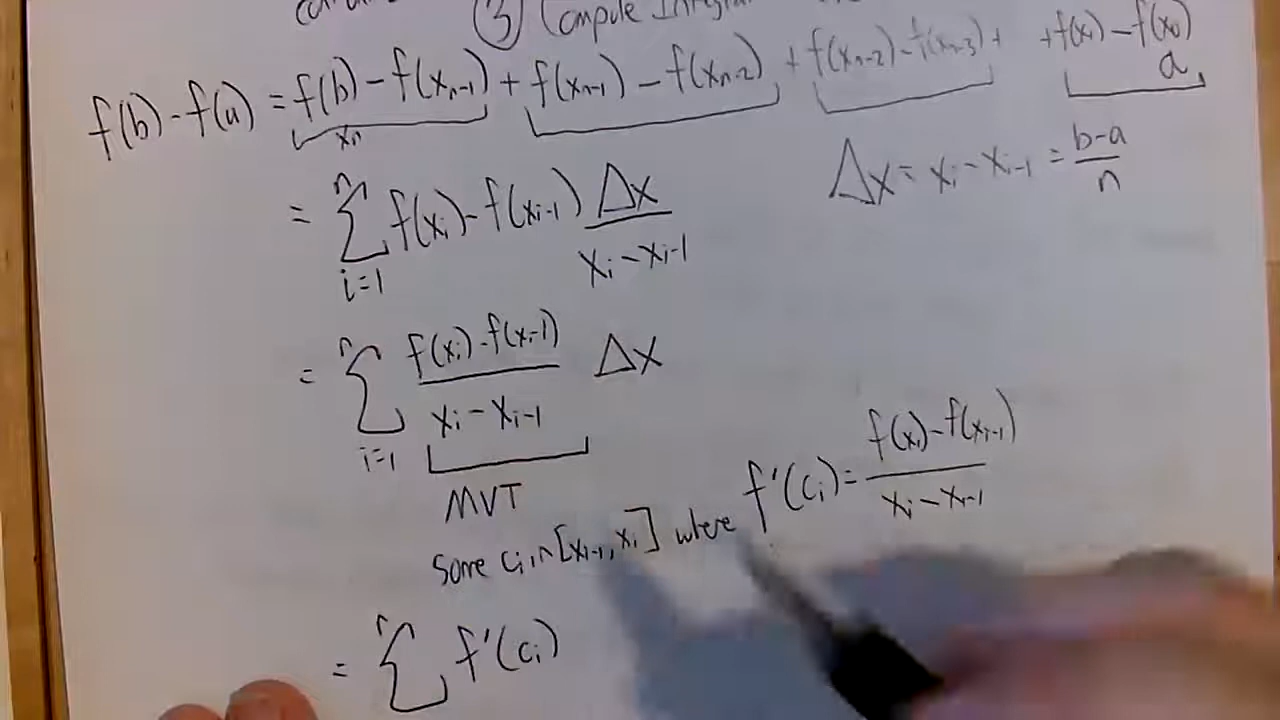 ③ Compute Integral
f(b) - f(a) = f(b) - f(xₙ₋₁) + f(xₙ₋₁) - f(xₙ₋₂) + f(xₙ₋₂) - f(xₙ₋₃) + + f(x₁) - f(x₀)
xₙ a
Δx = xᵢ - xᵢ₋₁ = b-a / n
= n Σ i=1 f(xᵢ) - f(xᵢ₋₁) Δx / xᵢ - xᵢ₋₁
= n Σ i=1 f(xᵢ) - f(xᵢ₋₁) / xᵢ - xᵢ₋₁ Δx
MVT
Some cᵢ in [xᵢ₋₁, xᵢ] where f'(cᵢ) = f(xᵢ) - f(xᵢ₋₁) / xᵢ - xᵢ₋₁
= n Σ f'(cᵢ)